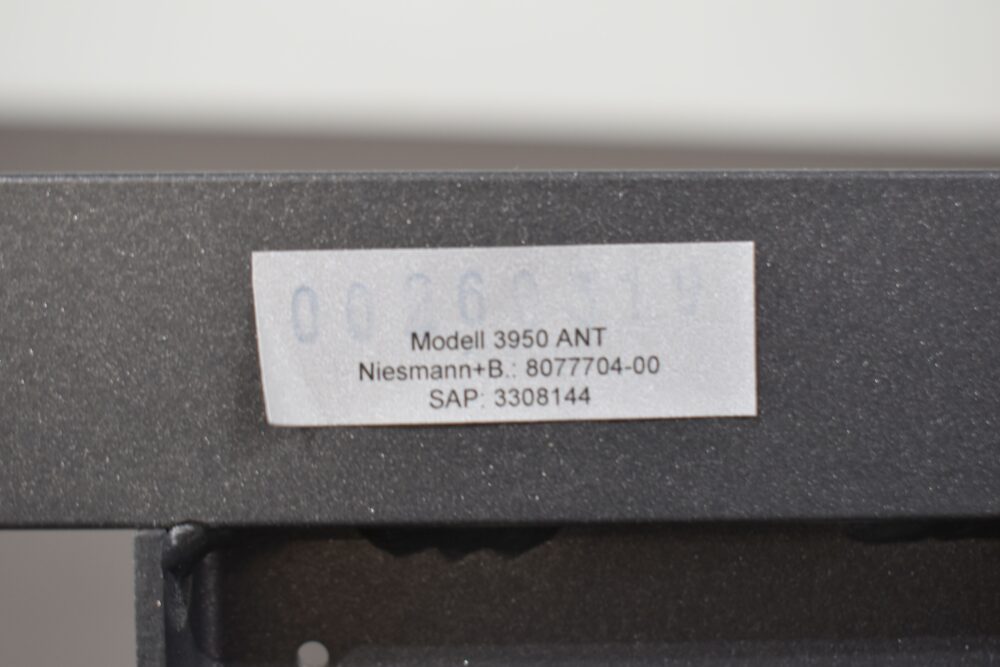 Modell 3950 ANT
Niesmann+B.: 8077704-00
SAP: 3308144